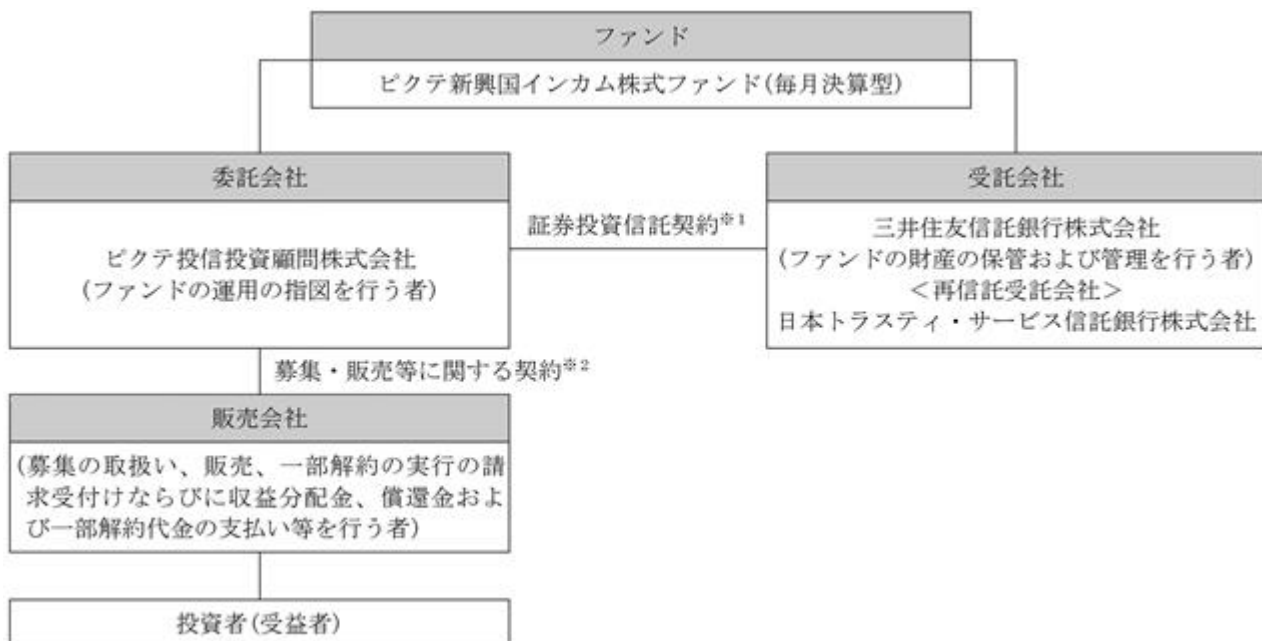 ファンド
ピクテ新興国インカム株式ファンド(毎月決算型)
委託会社
ピクテ投信投資顧問株式会社
(ファンドの運用の指図を行う者)
証券投資信託契約※1
受託会社
三井住友信託銀行株式会社
(ファンドの財産の保管および管理を行う者)
＜再信託受託会社＞
日本トラスティ・サービス信託銀行株式会社
募集・販売等に関する契約※2
販売会社
(募集の取扱い、販売、一部解約の実行の請
求受付けならびに収益分配金、償還金およ
び一部解約代金の支払い等を行う者)
投資者(受益者)